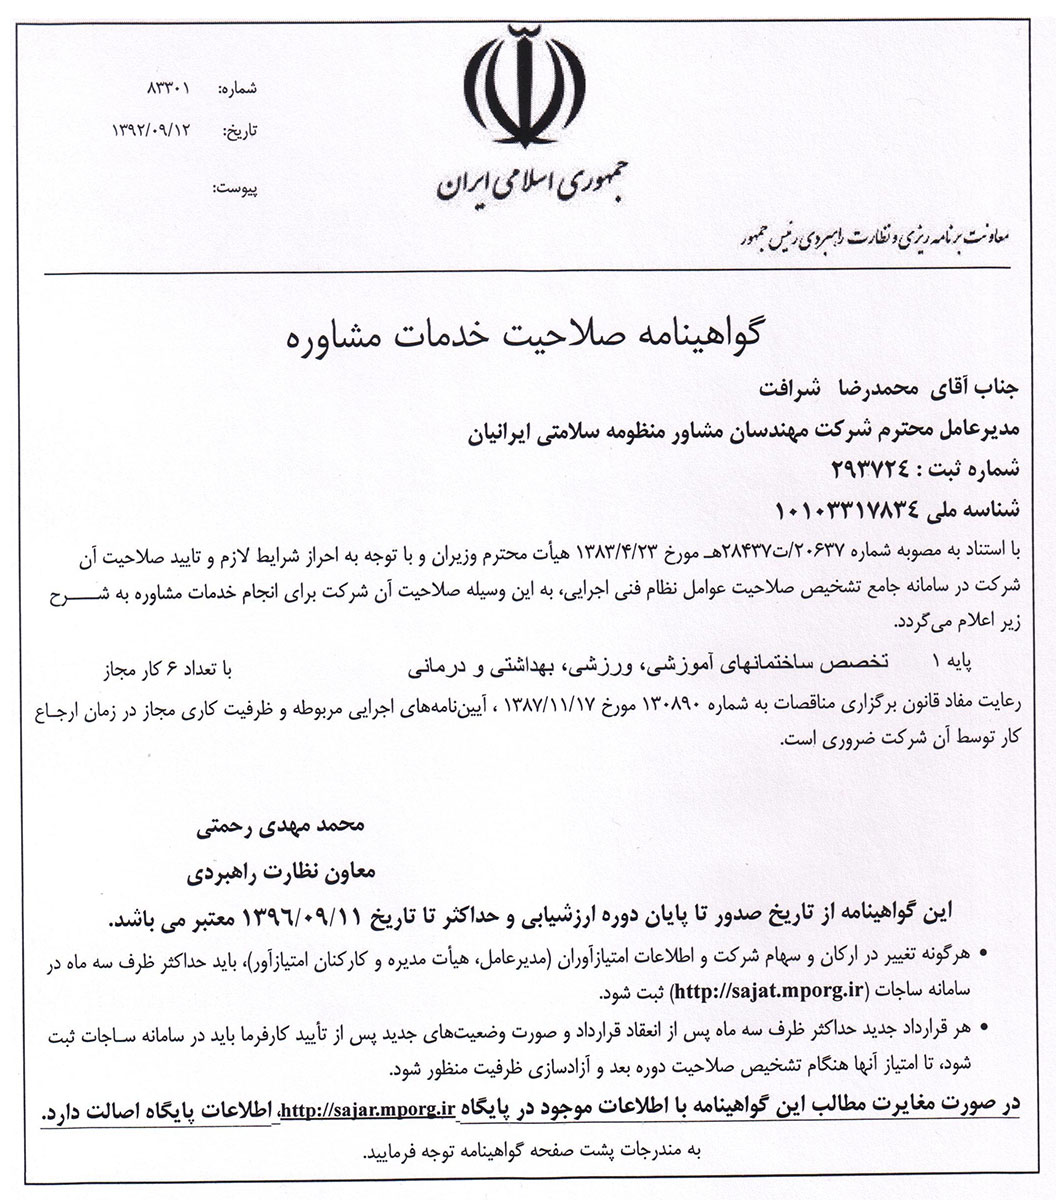 شماره: ۸۳۳۰۱
تاریخ: ۱۳۹۲/۰۹/۱۲
پیوست:
جمهوری اسلامی ایران
معاونت برنامه ریزی و نظارت راهبردی رئیس جمهور
گواهینامه صلاحیت خدمات مشاوره
جناب آقای محمدرضا شرافت
مدیرعامل محترم شرکت مهندسان مشاور منظومه سلامتی ایرانیان
شماره ثبت : ۲۹۳۷۲۴
شناسه ملی ۱۰۱۰۳۳۱۷۸۳۴
با استناد به مصوبه شماره ۲۰۶۳۷/ت۲۸۴۳۷هـ مورخ ۱۳۸۳/۴/۲۳ هیأت محترم وزیران و با توجه به احراز شرایط لازم و تایید صلاحیت آن
شرکت در سامانه جامع تشخیص صلاحیت عوامل نظام فنی اجرایی، به این وسیله صلاحیت آن شرکت برای انجام خدمات مشاوره به شـــــرح
زیر اعلام می‌گردد.
پایه ۱ تخصص ساختمانهای آموزشی، ورزشی، بهداشتی و درمانی با تعداد ۶ کار مجاز
رعایت مفاد قانون برگزاری مناقصات به شماره ۱۳۰۸۹۰ مورخ ۱۳۸۷/۱۱/۱۷ ، آیین‌نامه‌های اجرایی مربوطه و ظرفیت کاری مجاز در زمان ارجـاع
کار توسط آن شرکت ضروری است.
محمد مهدی رحمتی
معاون نظارت راهبردی
این گواهینامه از تاریخ صدور تا پایان دوره ارزشیابی و حداکثر تا تاریخ ۱۳۹۶/۰۹/۱۱ معتبر می باشد.
• هرگونه تغییر در ارکان و سهام شرکت و اطلاعات امتیازآوران (مدیرعامل، هیأت مدیره و کارکنان امتیازآور)، باید حداکثر ظرف سه ماه در
سامانه ساجات (http://sajat.mporg.ir) ثبت شود.
• هر قرارداد جدید حداکثر ظرف سه ماه پس از انعقاد قرارداد و صورت وضعیت‌های جدید پس از تأیید کارفرما باید در سامانه سـاجات ثبت
شود، تا امتیاز آنها هنگام تشخیص صلاحیت دوره بعد و آزادسازی ظرفیت منظور شود.
در صورت مغایرت مطالب این گواهینامه با اطلاعات موجود در پایگاه http://sajar.mporg.ir، اطلاعات پایگاه اصالت دارد.
به مندرجات پشت صفحه گواهینامه توجه فرمایید.